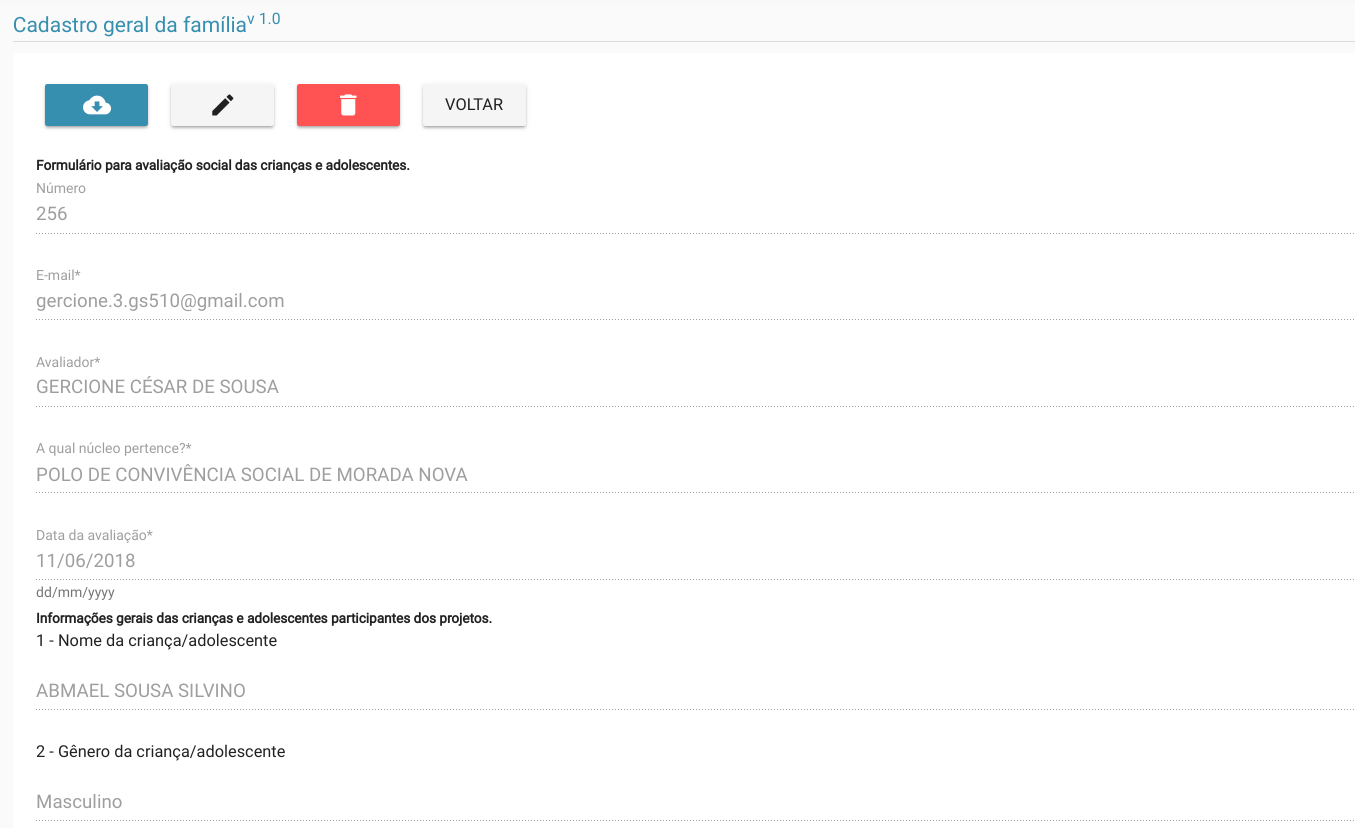 Cadastro geral da família v 1.0
VOLTAR
Formulário para avaliação social das crianças e adolescentes.
Número
256
E-mail*
gercione.3.gs510@gmail.com
Avaliador*
GERCIONE CÉSAR DE SOUSA
A qual núcleo pertence?*
POLO DE CONVIVÊNCIA SOCIAL DE MORADA NOVA
Data da avaliação*
11/06/2018
dd/mm/yyyy
Informações gerais das crianças e adolescentes participantes dos projetos.
1 - Nome da criança/adolescente
ABMAEL SOUSA SILVINO
2 - Gênero da criança/adolescente
Masculino